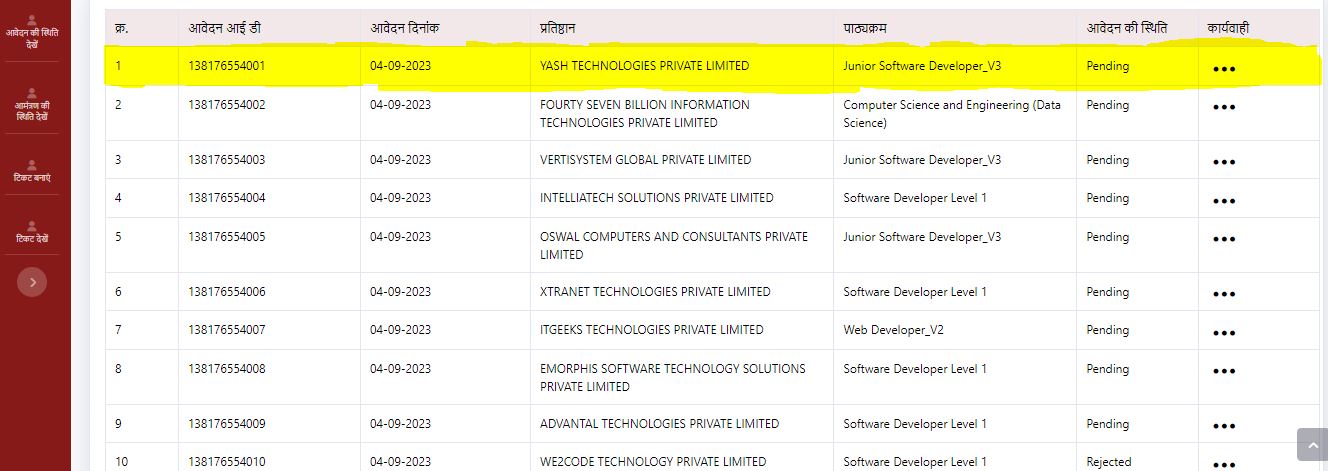 आवेदन की स्थिति
देखें
आमंत्रण की
स्थिति देखें
टिकट बनाएं
टिकट देखें
क्र. आवेदन आई डी आवेदन दिनांक प्रतिष्ठान पाठ्यक्रम आवेदन की स्थिति कार्यवाही
1 138176554001 04-09-2023 YASH TECHNOLOGIES PRIVATE LIMITED Junior Software Developer_V3 Pending
2 138176554002 04-09-2023 FOURTY SEVEN BILLION INFORMATION Computer Science and Engineering (Data Pending
TECHNOLOGIES PRIVATE LIMITED Science)
3 138176554003 04-09-2023 VERTISYSTEM GLOBAL PRIVATE LIMITED Junior Software Developer_V3 Pending
4 138176554004 04-09-2023 INTELLIATECH SOLUTIONS PRIVATE LIMITED Software Developer Level 1 Pending
5 138176554005 04-09-2023 OSWAL COMPUTERS AND CONSULTANTS PRIVATE Junior Software Developer_V3 Pending
LIMITED
6 138176554006 04-09-2023 XTRANET TECHNOLOGIES PRIVATE LIMITED Software Developer Level 1 Pending
7 138176554007 04-09-2023 ITGEEKS TECHNOLOGIES PRIVATE LIMITED Web Developer_V2 Pending
8 138176554008 04-09-2023 EMORPHIS SOFTWARE TECHNOLOGY SOLUTIONS Software Developer Level 1 Pending
PRIVATE LIMITED
9 138176554009 04-09-2023 ADVANTAL TECHNOLOGIES PRIVATE LIMITED Software Developer Level 1 Pending
10 138176554010 04-09-2023 WE2CODE TECHNOLOGY PRIVATE LIMITED Software Developer Level 1 Rejected